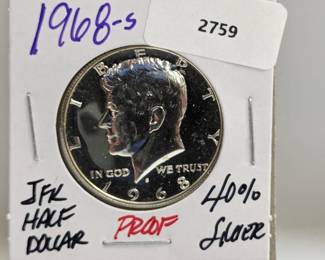 1968-S
2759
LIBERTY
IN GOD WE TRUST
1968
JFK
HALF
DOLLAR
PROOF
40%
SILVER